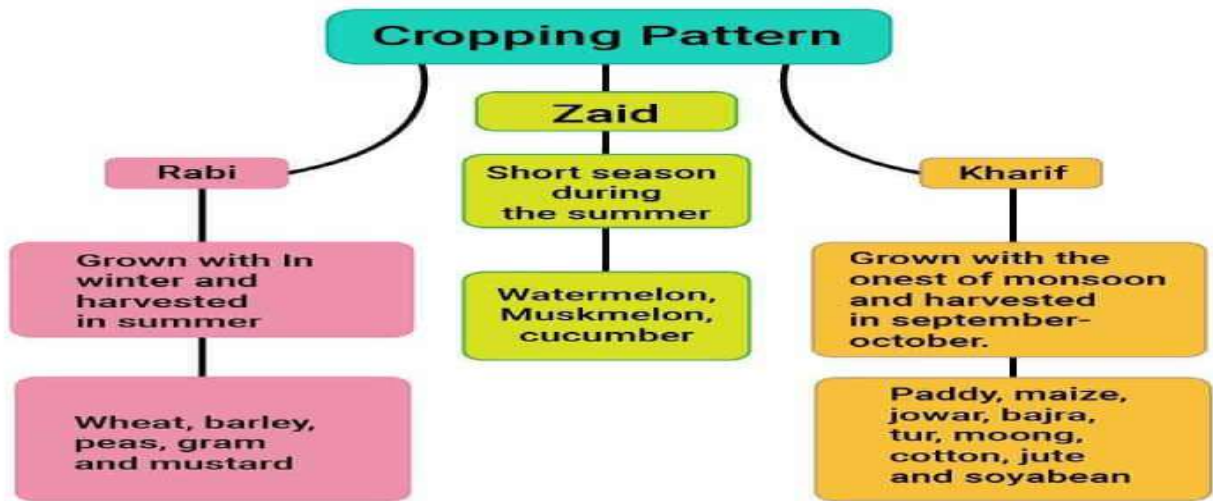 Cropping Pattern
Rabi
Grown with In
winter and
harvested
in summer
Wheat, barley,
peas, gram
and mustard
Zaid
Short season
during
the summer
Watermelon,
Muskmelon,
cucumber
Kharif
Grown with the
onest of monsoon
and harvested
in september-
october.
Paddy, maize,
jowar, bajra,
tur, moong,
cotton, jute
and soyabean